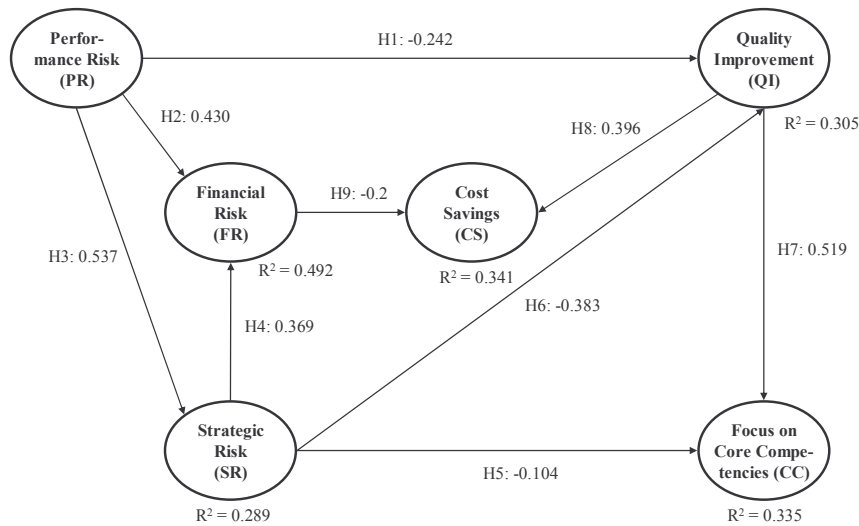 Perfor-
mance Risk
(PR)
H1: -0.242
Quality
Improvement
(QI)
R² = 0.305
H2: 0.430
H8: 0.396
Financial
Risk
(FR)
R² = 0.492
H9: -0.2
Cost
Savings
(CS)
R² = 0.341
H3: 0.537
H7: 0.519
H6: -0.383
H4: 0.369
Strategic
Risk
(SR)
R² = 0.289
H5: -0.104
Focus on
Core Compe-
tencies (CC)
R² = 0.335